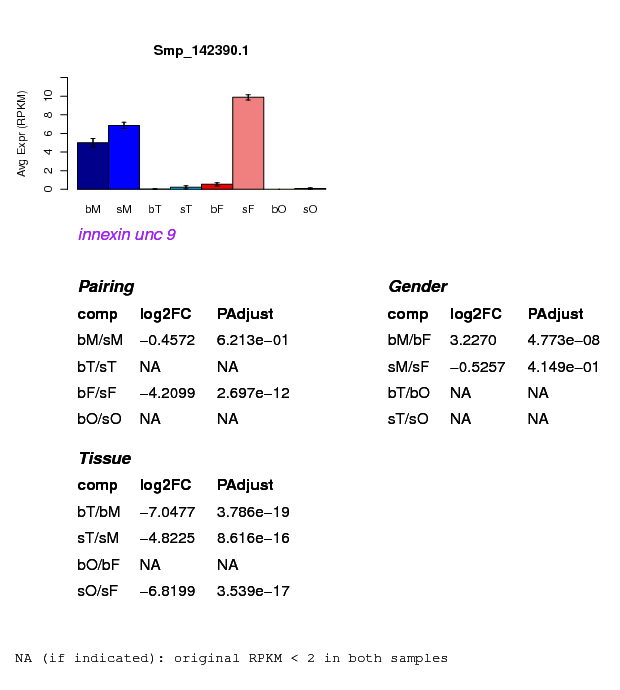 Smp_142390.1
Avg Expr (RPKM)
0 2 4 6 8 10
bM sM bT sT bF sF bO sO
innexin unc 9
Pairing
comp log2FC PAdjust
bM/sM −0.4572 6.213e−01
bT/sT NA NA
bF/sF −4.2099 2.697e−12
bO/sO NA NA
Gender
comp log2FC PAdjust
bM/bF 3.2270 4.773e−08
sM/sF −0.5257 4.149e−01
bT/bO NA NA
sT/sO NA NA
Tissue
comp log2FC PAdjust
bT/bM −7.0477 3.786e−19
sT/sM −4.8225 8.616e−16
bO/bF NA NA
sO/sF −6.8199 3.539e−17
NA (if indicated): original RPKM < 2 in both samples